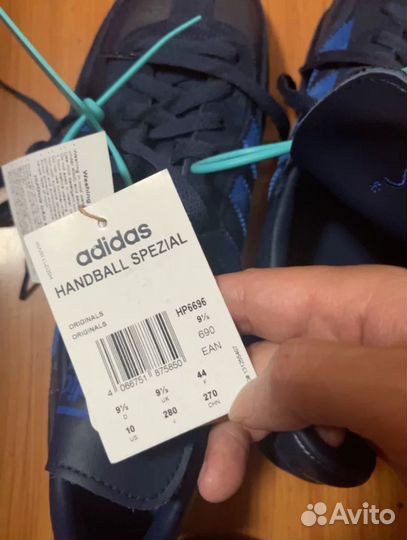 adidas
HANDBALL SPEZIAL
ORIGINALS
ORIGINALS
HP6696
9½
690
EAN
4 066751 875850
9½ 9½ 44
D UK F
10 280 270
US J CHN
Avito